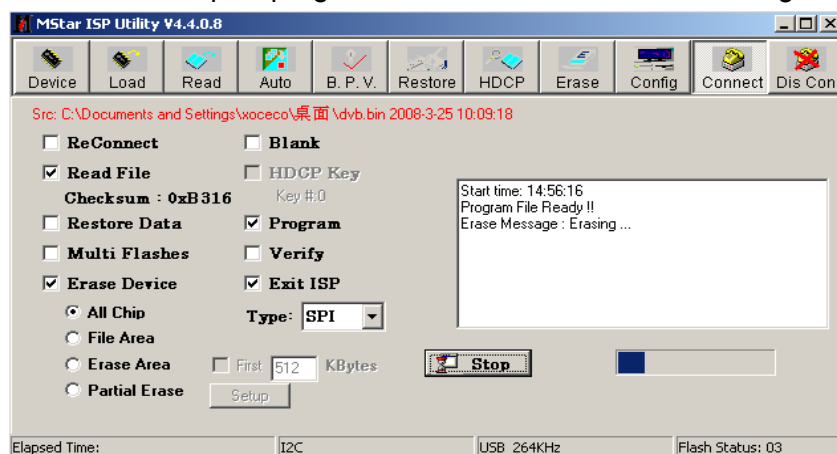 MStar ISP Utility V4.4.0.8
Device Load Read Auto B. P. V. Restore HDCP Erase Config Connect Dis Con
Src: C:\Documents and Settings\xoceco\桌面\dvb.bin 2008-3-25 10:09:18
ReConnect Blank
Read File HDCP Key
Checksum : 0xB316 Key #:0
Restore Data Program
Multi Flashes Verify
Erase Device Exit ISP
All Chip Type: SPI
File Area
Erase Area First 512 KBytes
Partial Erase Setup
Start time: 14:56:16
Program File Ready !!
Erase Message : Erasing ...
Stop
Elapsed Time: I2C USB 264KHz Flash Status: 03